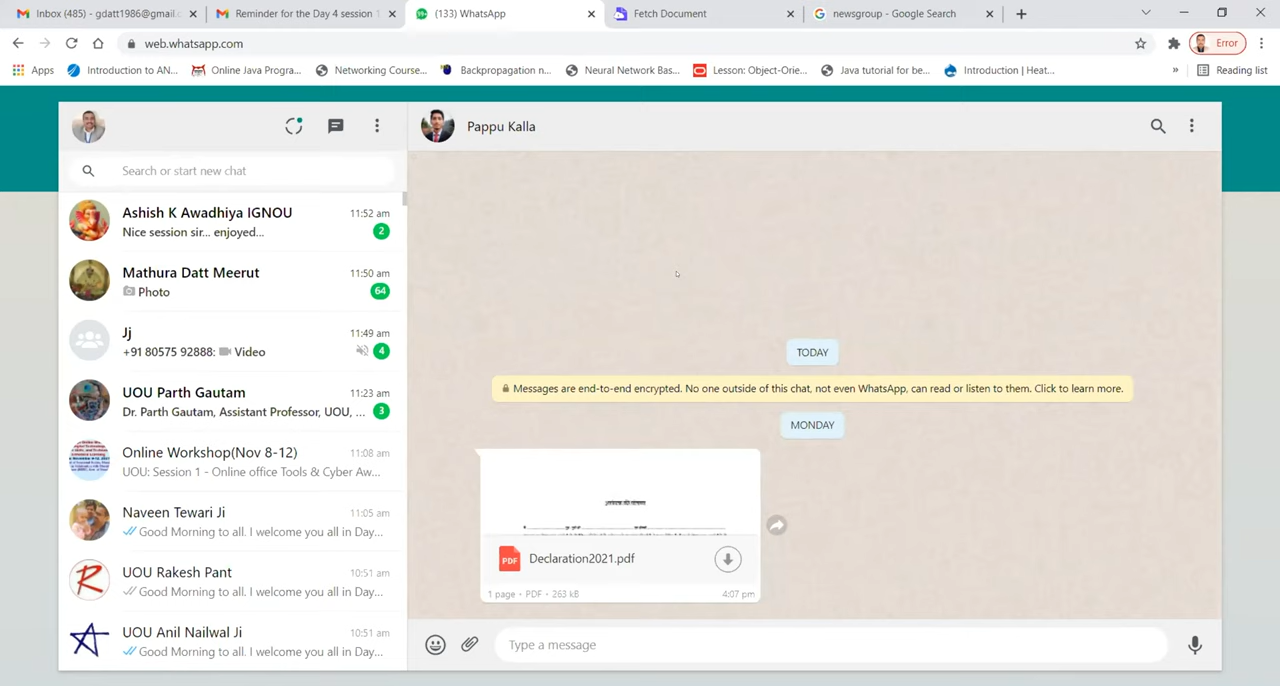 Inbox (485) - gdatt1986@gmail.c
Reminder for the Day 4 session
(133) WhatsApp
Fetch Document
newsgroup - Google Search
web.whatsapp.com
Error
Apps
Introduction to AN...
Online Java Progra...
Networking Course...
Backpropagation n...
Neural Network Bas...
Lesson: Object-Orie...
Java tutorial for be...
Introduction | Heat...
»
Reading list
Pappu Kalla
Search or start new chat
Ashish K Awadhiya IGNOU 11:52 am
Nice session sir... enjoyed... 2
Mathura Datt Meerut 11:50 am
Photo 64
Jj 11:49 am
+91 80575 92888: Video 4
UOU Parth Gautam 11:23 am
Dr. Parth Gautam, Assistant Professor, UOU, ... 3
Online Workshop(Nov 8-12) 11:08 am
UOU: Session 1 - Online office Tools & Cyber Aw...
Naveen Tewari Ji 11:05 am
Good Morning to all. I welcome you all in Day...
UOU Rakesh Pant 10:51 am
Good Morning to all. I welcome you all in Day...
UOU Anil Nailwal Ji 10:51 am
Good Morning to all. I welcome you all in Day...
TODAY
Messages are end-to-end encrypted. No one outside of this chat, not even WhatsApp, can read or listen to them. Click to learn more.
MONDAY
PDF Declaration2021.pdf
1 page • PDF • 263 kB 4:07 pm
Type a message